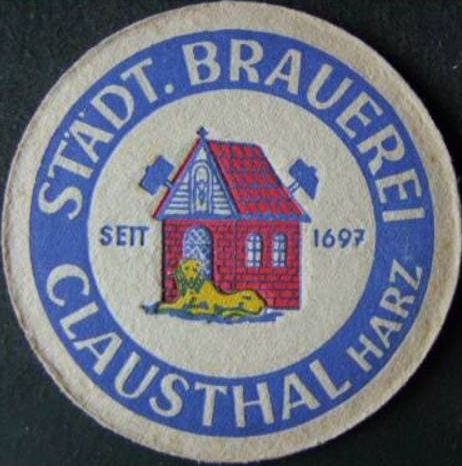 STÄDT. BRAUEREI
SEIT 1697
CLAUSTHAL HARZ